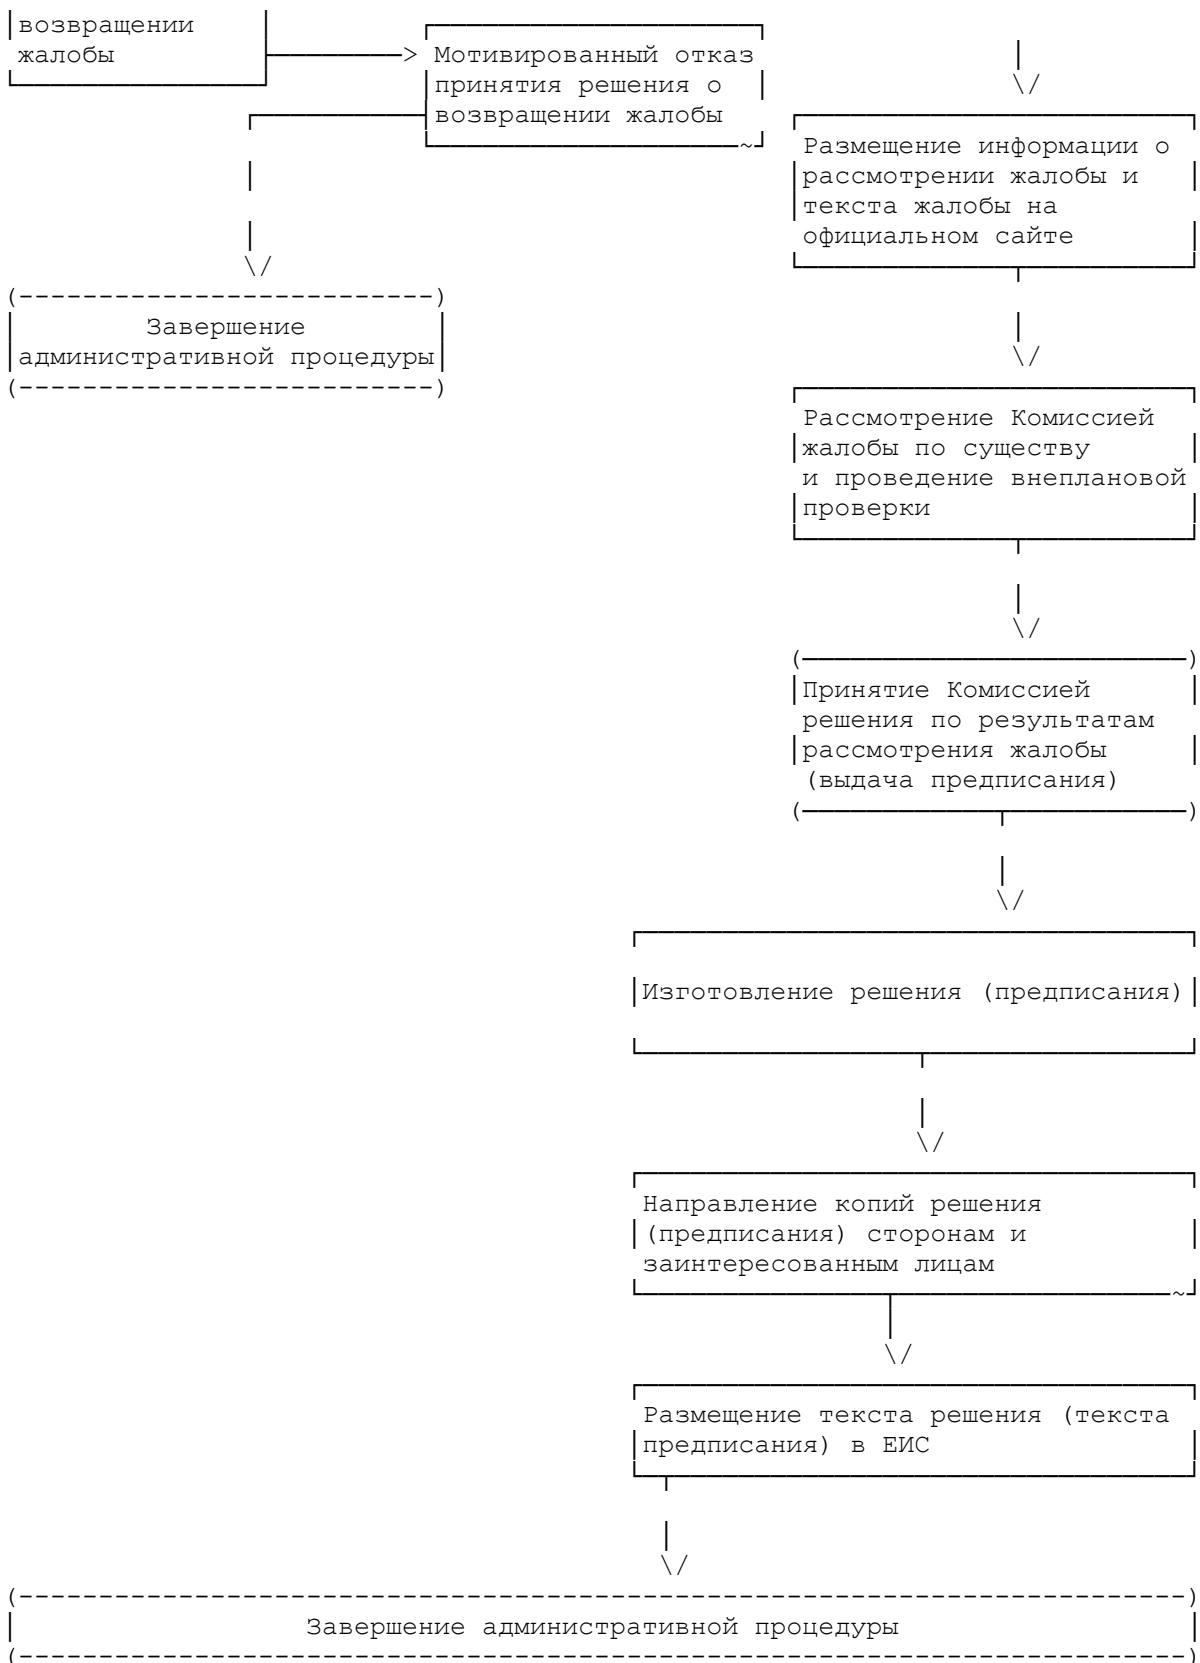 возвращении
жалобы
Мотивированный отказ
принятия решения о
возвращении жалобы
Размещение информации о
рассмотрении жалобы и
текста жалобы на
официальном сайте
Завершение
административной процедуры
Рассмотрение Комиссией
жалобы по существу
и проведение внеплановой
проверки
Принятие Комиссией
решения по результатам
рассмотрения жалобы
(выдача предписания)
Изготовление решения (предписания)
Направление копий решения
(предписания) сторонам и
заинтересованным лицам
Размещение текста решения (текста
предписания) в ЕИС
Завершение административной процедуры